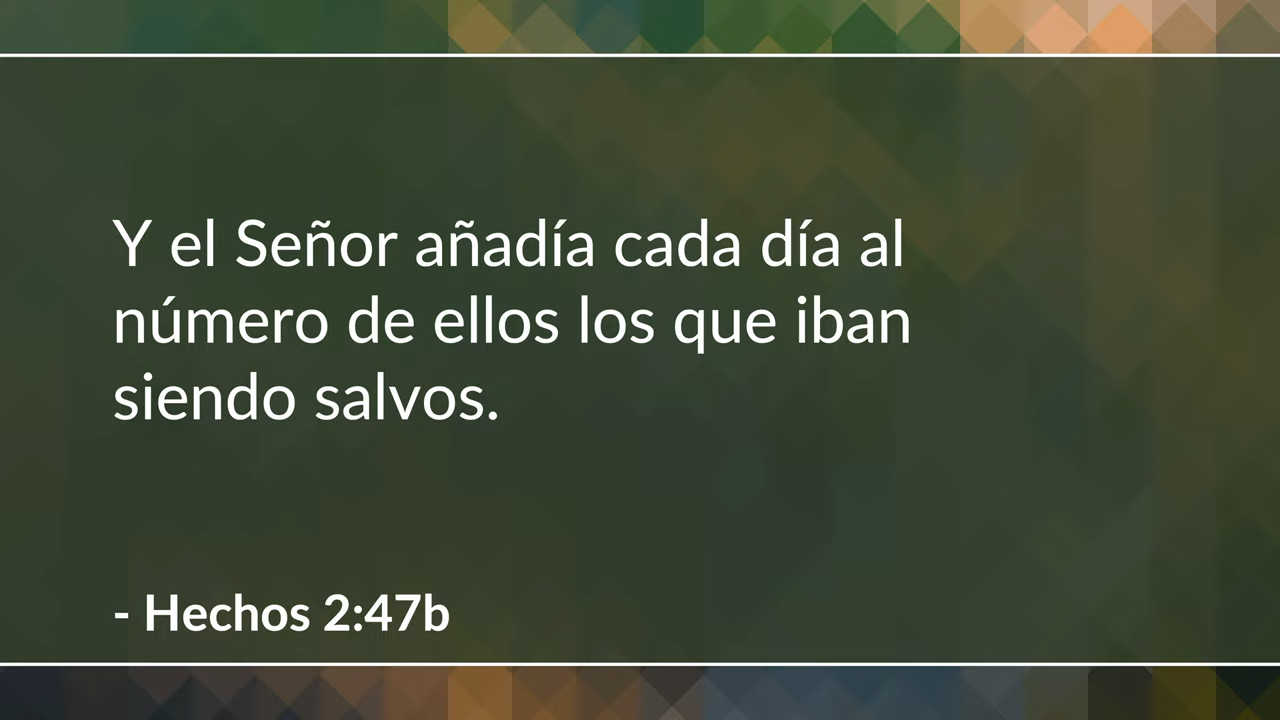 Y el Señor añadía cada día al
número de ellos los que iban
siendo salvos.
- Hechos 2:47b